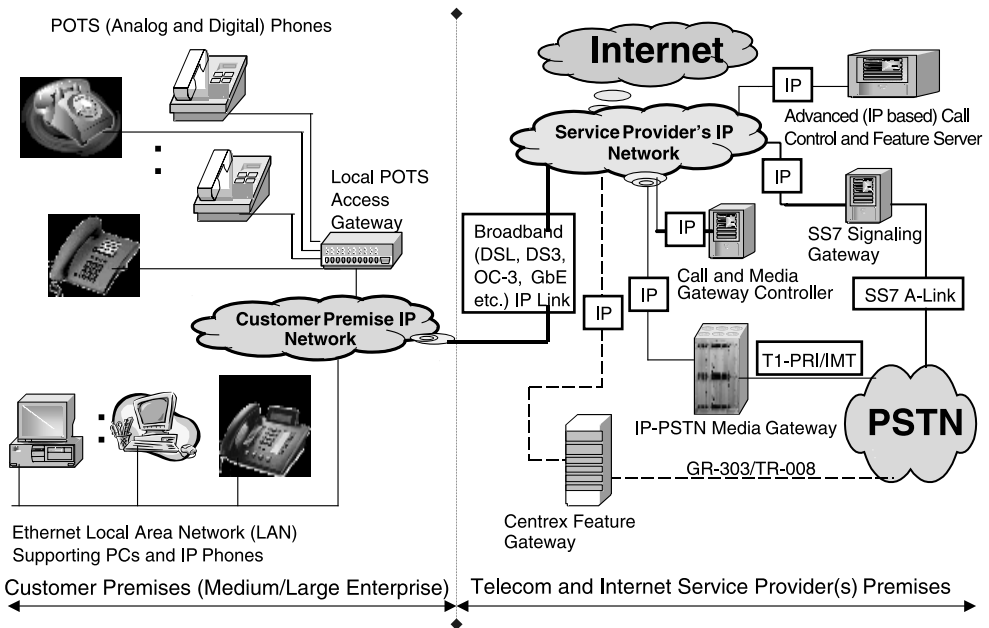 POTS (Analog and Digital) Phones
Local POTS
Access
Gateway
Customer Premise IP
Network
Ethernet Local Area Network (LAN)
Supporting PCs and IP Phones
Customer Premises (Medium/Large Enterprise)
Internet
Service Provider's IP
Network
IP
Advanced (IP based) Call
Control and Feature Server
IP
SS7 Signaling
Gateway
Broadband
(DSL, DS3,
OC-3, GbE
etc.) IP Link
IP
IP
Call and Media
Gateway Controller
IP
SS7 A-Link
T1-PRI/IMT
IP-PSTN Media Gateway
PSTN
GR-303/TR-008
Centrex Feature
Gateway
Telecom and Internet Service Provider(s) Premises